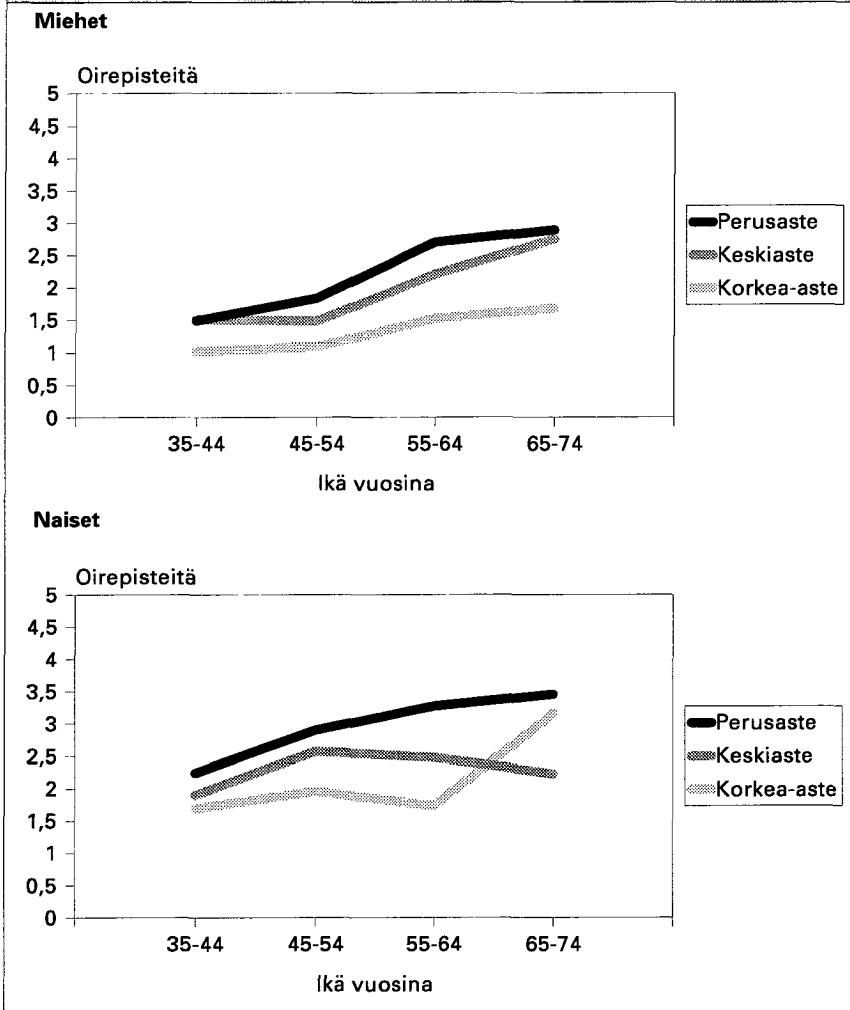 Miehet
Oirepisteitä
5
4,5
4
3,5
3
2,5
2
1,5
1
0,5
0
35-44 45-54 55-64 65-74
Ikä vuosina
Perusaste
Keskiaste
Korkea-aste
Naiset
Oirepisteitä
5
4,5
4
3,5
3
2,5
2
1,5
1
0,5
0
35-44 45-54 55-64 65-74
Ikä vuosina
Perusaste
Keskiaste
Korkea-aste